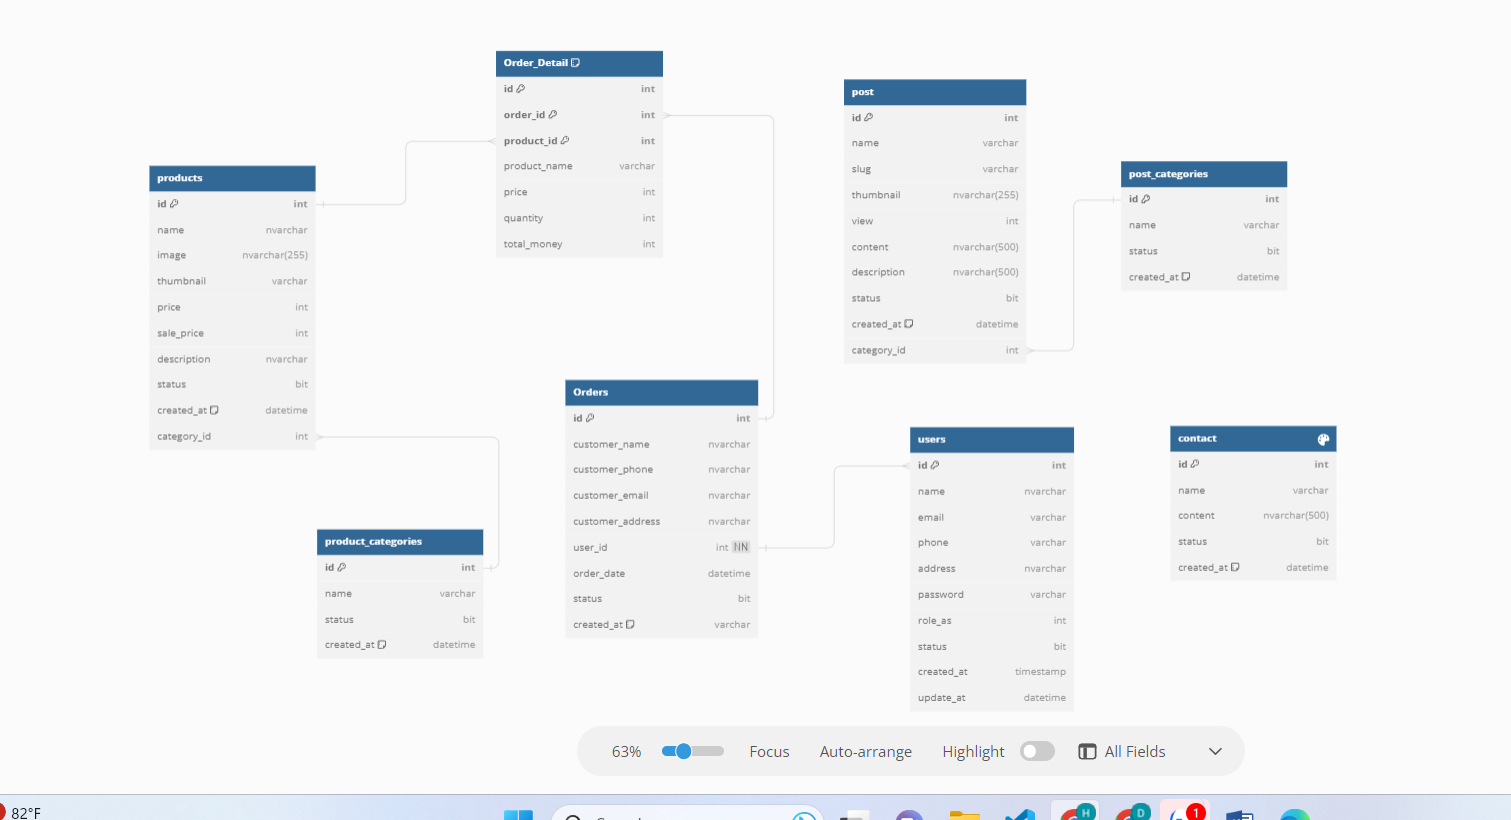 Order_Detail
id int
order_id int
product_id int
product_name varchar
price int
quantity int
total_money int
post
id int
name varchar
slug varchar
thumbnail nvarchar(255)
view int
content nvarchar(500)
description nvarchar(500)
status bit
created_at datetime
category_id int
post_categories
id int
name varchar
status bit
created_at datetime
products
id int
name nvarchar
image nvarchar(255)
thumbnail varchar
price int
sale_price int
description nvarchar
status bit
created_at datetime
category_id int
Orders
id int
customer_name nvarchar
customer_phone nvarchar
customer_email nvarchar
customer_address nvarchar
user_id int NN
order_date datetime
status bit
created_at varchar
users
id int
name nvarchar
email varchar
phone varchar
address nvarchar
password varchar
role_as int
status bit
created_at timestamp
update_at datetime
contact
id int
name varchar
content nvarchar(500)
status bit
created_at datetime
product_categories
id int
name varchar
status bit
created_at datetime
63% Focus Auto-arrange Highlight All Fields
82°F
H
D
1